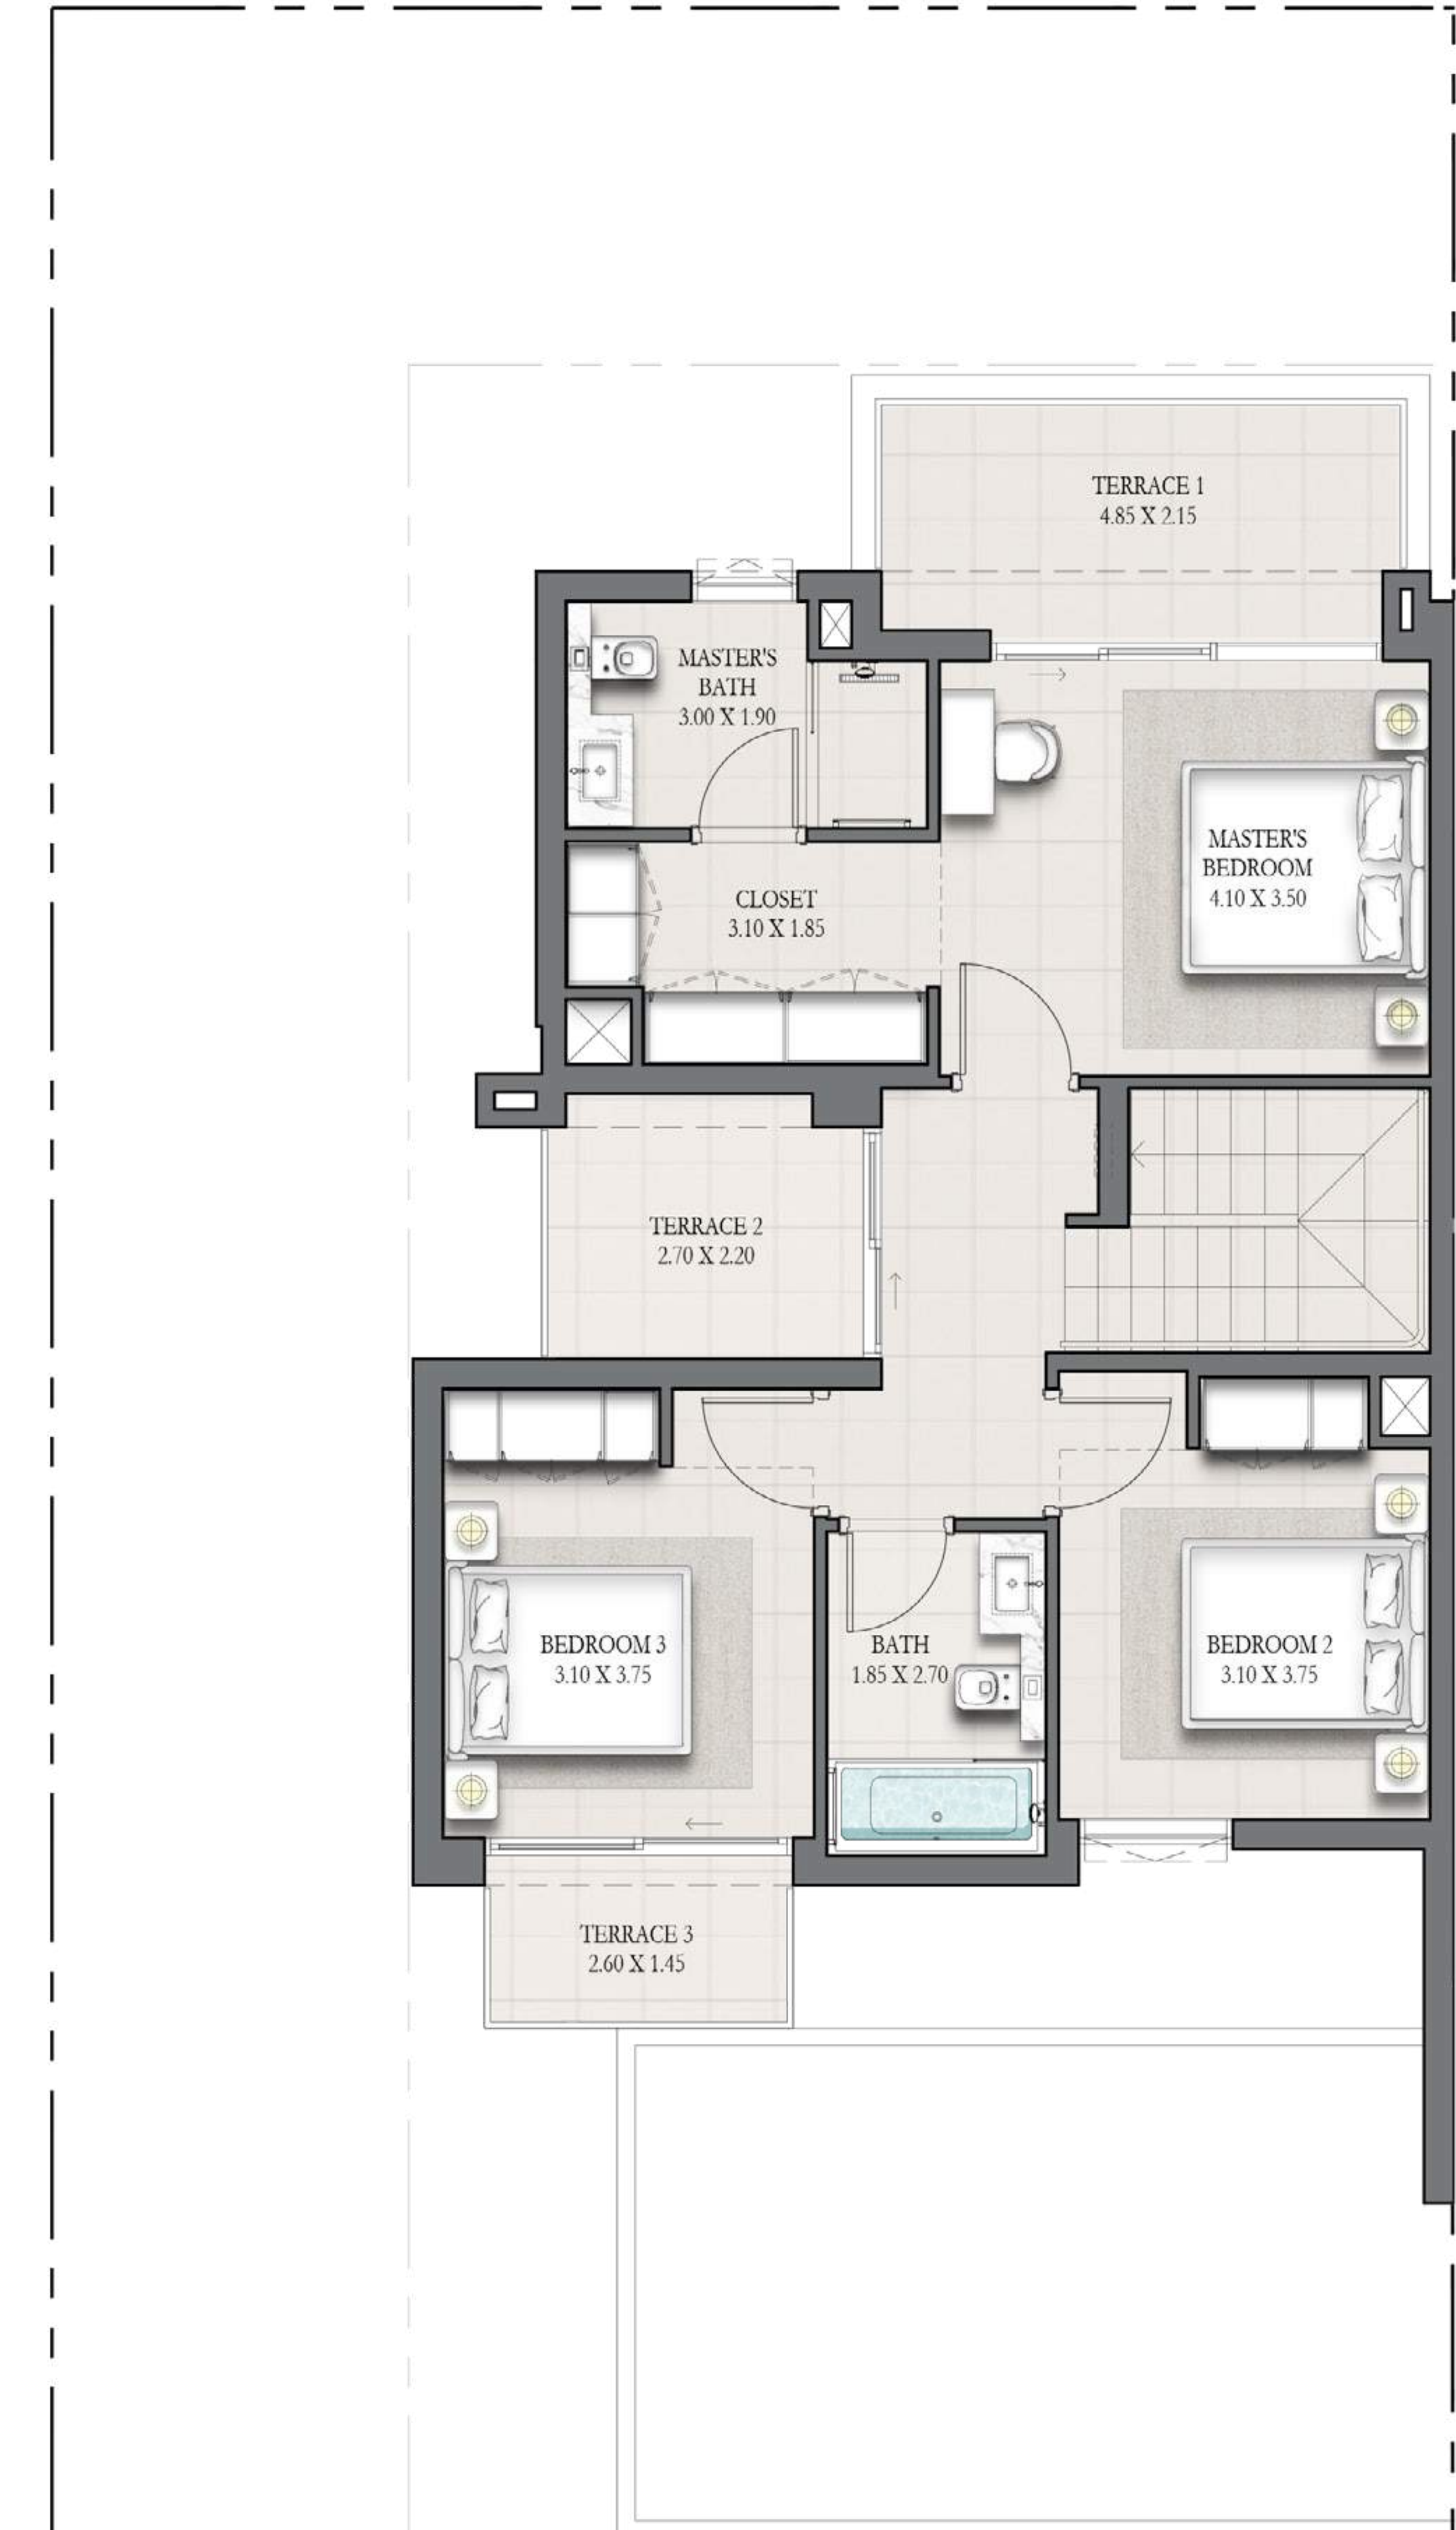 TERRACE 1
4.85 X 2.15
MASTER'S
BATH
3.00 X 1.90
MASTER'S
BEDROOM
4.10 X 3.50
CLOSET
3.10 X 1.85
TERRACE 2
2.70 X 2.20
BEDROOM 3
3.10 X 3.75
BATH
1.85 X 2.70
BEDROOM 2
3.10 X 3.75
TERRACE 3
2.60 X 1.45